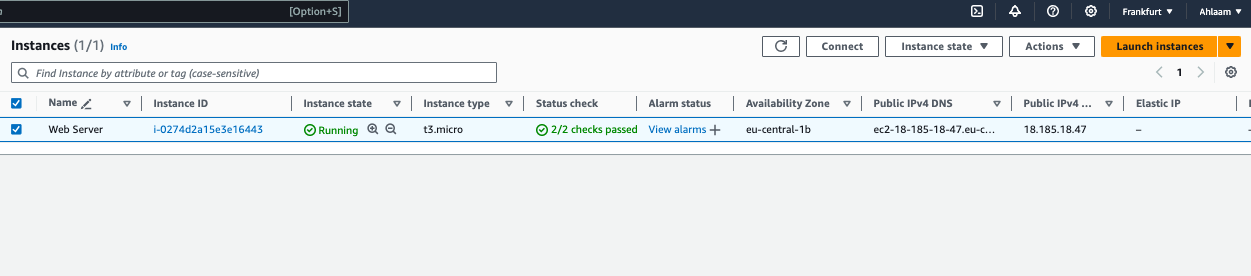 [Option+S] Frankfurt ▼ Ahlaam ▼
Instances (1/1) Info Connect Instance state ▼ Actions ▼ Launch instances ▼
Find Instance by attribute or tag (case-sensitive) 1
Name Instance ID Instance state Instance type Status check Alarm status Availability Zone Public IPv4 DNS Public IPv4 ... Elastic IP
Web Server i-0274d2a15e3e16443 Running t3.micro 2/2 checks passed View alarms + eu-central-1b ec2-18-185-18-47.eu-c... 18.185.18.47 –